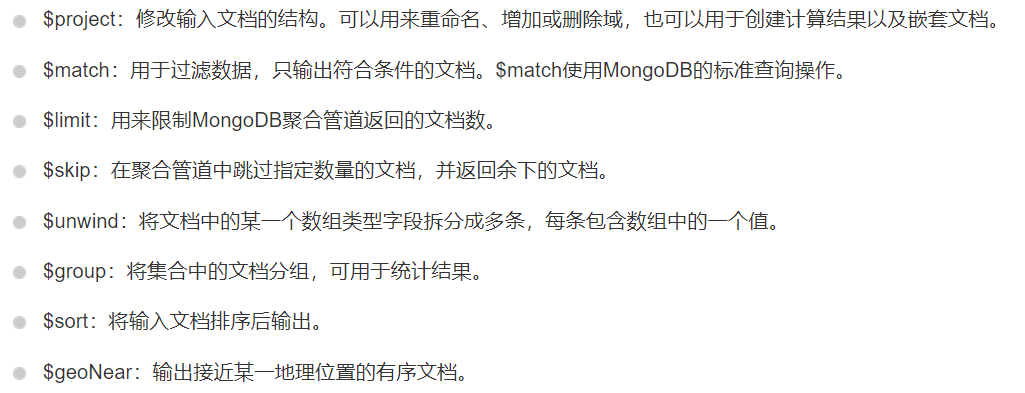 $project：修改输入文档的结构。可以用来重命名、增加或删除域，也可以用于创建计算结果以及嵌套文档。
$match：用于过滤数据，只输出符合条件的文档。$match使用MongoDB的标准查询操作。
$limit：用来限制MongoDB聚合管道返回的文档数。
$skip：在聚合管道中跳过指定数量的文档，并返回余下的文档。
$unwind：将文档中的某一个数组类型字段拆分成多条，每条包含数组中的一个值。
$group：将集合中的文档分组，可用于统计结果。
$sort：将输入文档排序后输出。
$geoNear：输出接近某一地理位置的有序文档。